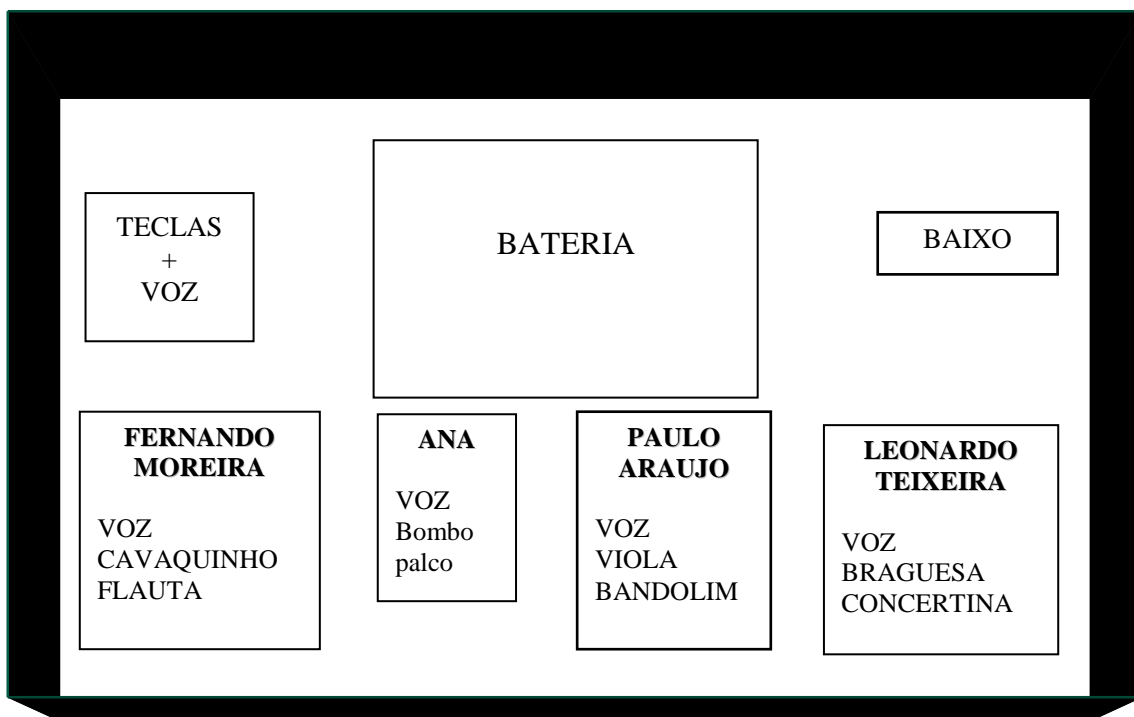 TECLAS
+
VOZ
BATERIA
BAIXO
FERNANDO
MOREIRA
VOZ
CAVAQUINHO
FLAUTA
ANA
VOZ
Bombo
palco
PAULO
ARAUJO
VOZ
VIOLA
BANDOLIM
LEONARDO
TEIXEIRA
VOZ
BRAGUESA
CONCERTINA